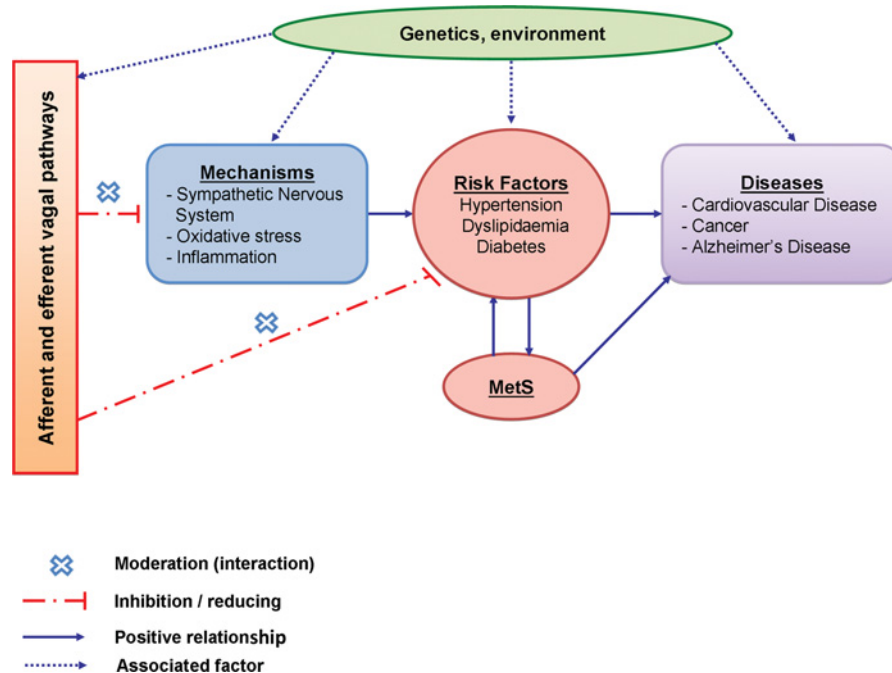 Genetics, environment
Afferent and efferent vagal pathways
Mechanisms
- Sympathetic Nervous
System
- Oxidative stress
- Inflammation
Risk Factors
Hypertension
Dyslipidaemia
Diabetes
Diseases
- Cardiovascular Disease
- Cancer
- Alzheimer's Disease
MetS
Moderation (interaction)
Inhibition / reducing
Positive relationship
Associated factor